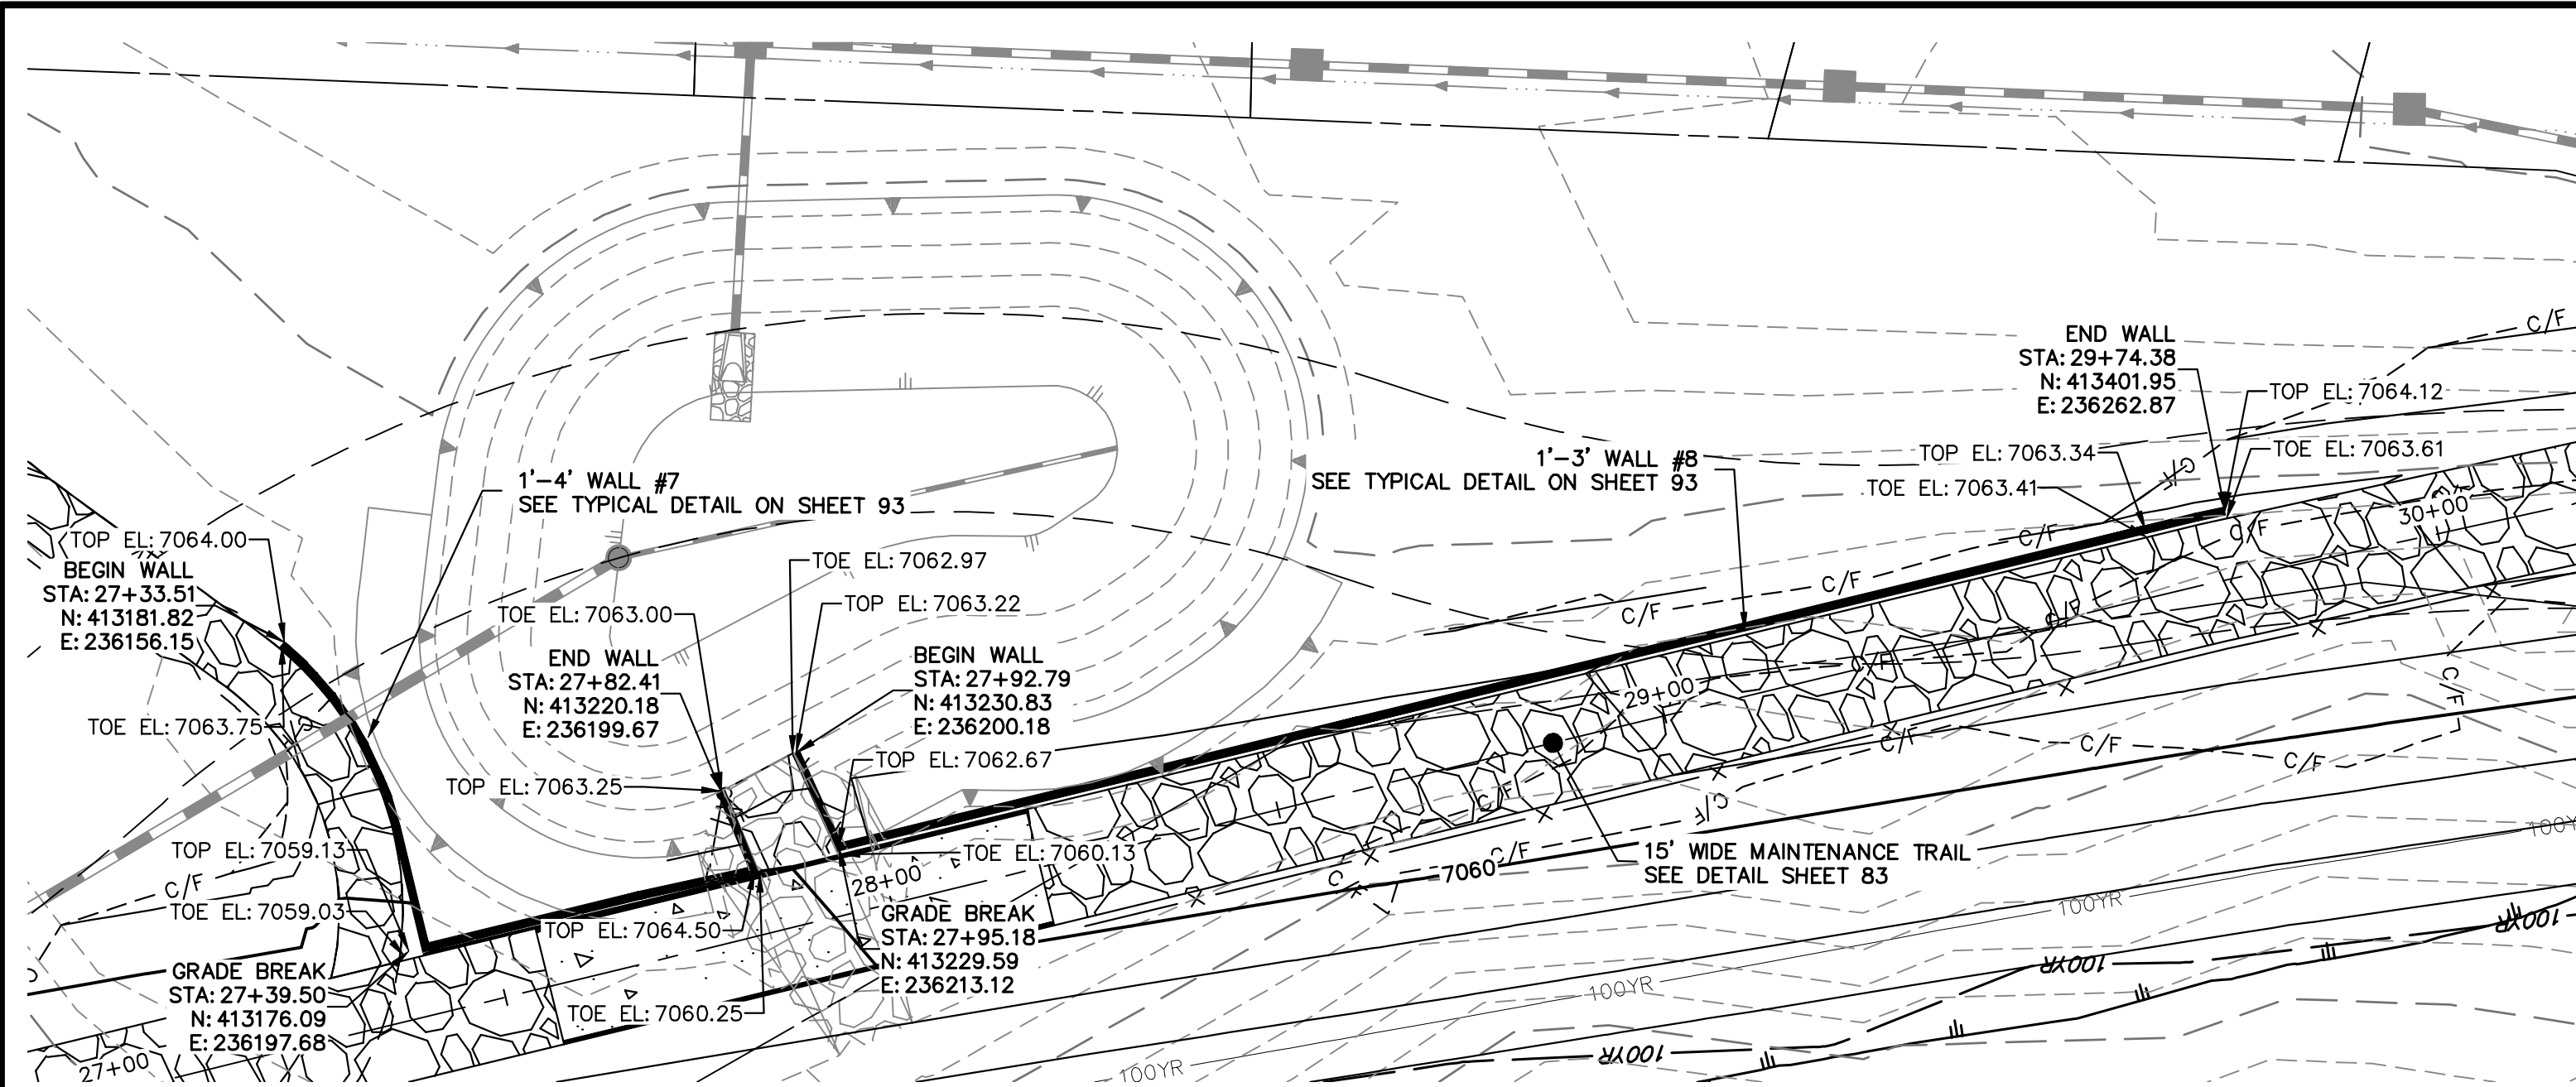 END WALL
STA: 29+74.38
N: 413401.95
E: 236262.87
C/F
TOP EL: 7064.12
TOP EL: 7063.34
TOE EL: 7063.61
TOE EL: 7063.41
1'-3' WALL #8
SEE TYPICAL DETAIL ON SHEET 93
1'-4' WALL #7
SEE TYPICAL DETAIL ON SHEET 93
C/F
30+00
C/F
C/F
TOP EL: 7064.00
BEGIN WALL
STA: 27+33.51
N: 413181.82
E: 236156.15
TOE EL: 7062.97
TOP EL: 7063.22
TOE EL: 7063.00
C/F
C/F
C/F
END WALL
STA: 27+82.41
N: 413220.18
E: 236199.67
BEGIN WALL
STA: 27+92.79
N: 413230.83
E: 236200.18
C/F
29+00
C/F
TOE EL: 7063.75
C/F
C/F
C/F
TOP EL: 7062.67
TOP EL: 7063.25
C/F
C/F
TOP EL: 7059.13
TOE EL: 7060.13
C/F
15' WIDE MAINTENANCE TRAIL
SEE DETAIL SHEET 83
7060
C/F
28+00
C/F
TOE EL: 7059.03
TOP EL: 7064.50
GRADE BREAK
STA: 27+95.18
N: 413229.59
E: 236213.12
100Y
100YR
100YR
100YR
GRADE BREAK
STA: 27+39.50
N: 413176.09
E: 236197.68
TOE EL: 7060.25
100YR
100YR
27+00
100YR